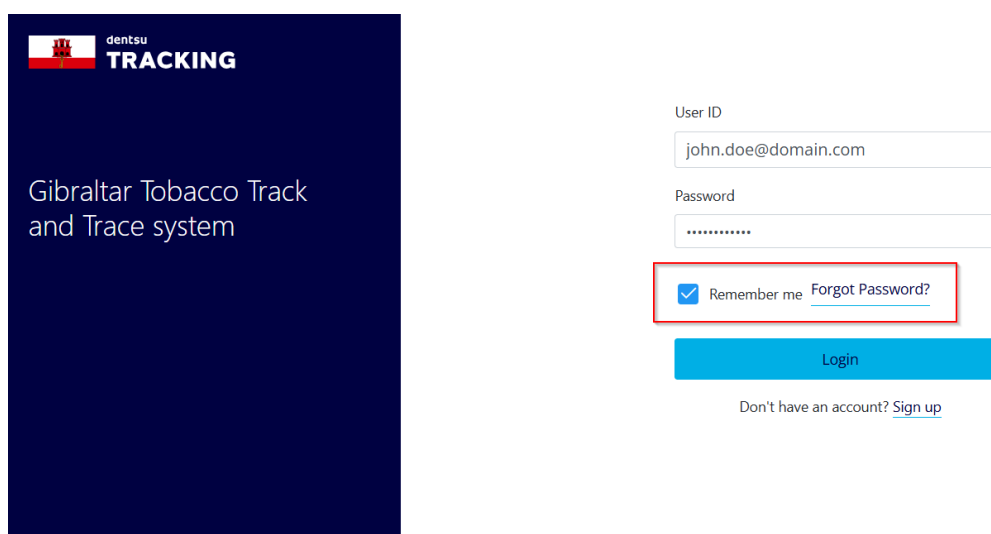 dentsu
TRACKING
Gibraltar Tobacco Track
and Trace system
User ID
john.doe@domain.com
Password
••••••••••••
Remember me Forgot Password?
Login
Don't have an account? Sign up